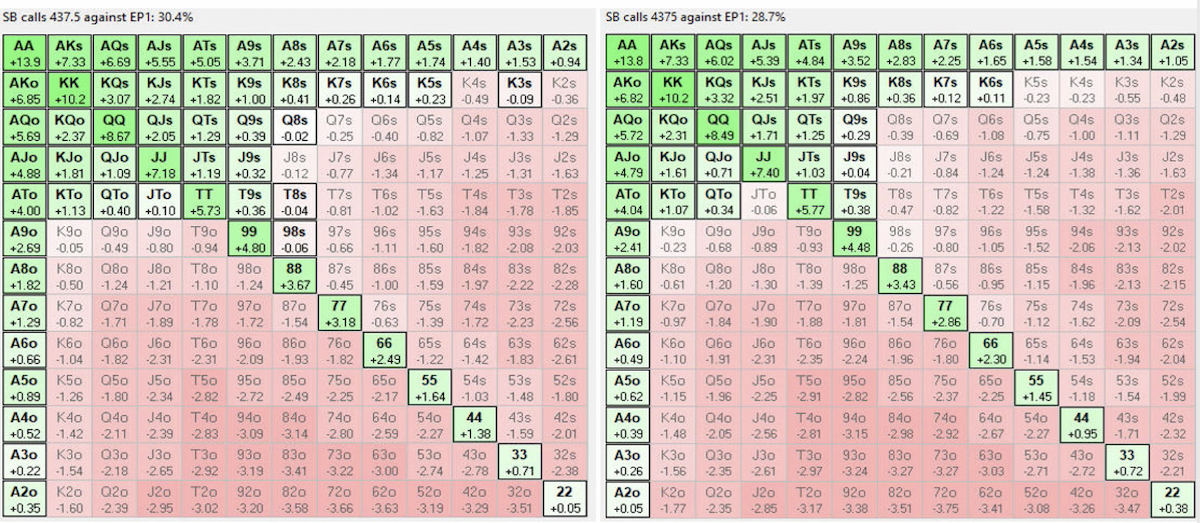 SB calls 437.5 against EP1: 30.4%
AA AKs AQs AJs ATs A9s A8s A7s A6s A5s A4s A3s A2s
+13.9 +7.33 +6.69 +5.55 +5.05 +3.71 +2.43 +2.18 +1.77 +1.74 +1.40 +1.53 +0.94
AKo KK KQs KJs KTs K9s K8s K7s K6s K5s K4s K3s K2s
+6.85 +10.2 +3.07 +2.74 +1.82 +1.00 +0.41 +0.26 +0.14 +0.23 -0.49 -0.09 -0.36
AQo KQo QQ QJs QTs Q9s Q8s Q7s Q6s Q5s Q4s Q3s Q2s
+5.69 +2.37 +8.67 +2.05 +1.29 +0.39 -0.02 -0.25 -0.40 -0.82 -1.07 -1.33 -1.29
AJo KJo QJo JJ JTs J9s J8s J7s J6s J5s J4s J3s J2s
+4.88 +1.81 +1.09 +7.18 +1.19 +0.32 -0.12 -0.77 -1.34 -1.17 -1.25 -1.31 -1.63
ATo KTo QTo JTo TT T9s T8s T7s T6s T5s T4s T3s T2s
+4.00 +1.13 +0.40 +0.10 +5.73 +0.36 -0.04 -0.81 -1.02 -1.63 -1.84 -1.78 -1.85
A9o K9o Q9o J9o T9o 99 98s 97s 96s 95s 94s 93s 92s
+2.69 -0.05 -0.49 -0.80 -0.94 +4.80 -0.06 -0.66 -1.11 -1.60 -1.82 -2.08 -2.03
A8o K8o Q8o J8o T8o 98o 88 87s 86s 85s 84s 83s 82s
+1.82 -0.50 -1.24 -1.21 -1.10 -1.24 +3.67 -0.45 -1.00 -1.59 -1.97 -2.22 -2.28
A7o K7o Q7o J7o T7o 97o 87o 77 76s 75s 74s 73s 72s
+1.29 -0.82 -1.71 -1.89 -1.78 -1.72 -1.54 +3.18 -0.63 -1.39 -1.72 -2.23 -2.56
A6o K6o Q6o J6o T6o 96o 86o 76o 66 65s 64s 63s 62s
+0.66 -1.04 -1.82 -2.31 -2.31 -2.09 -1.93 -1.82 +2.49 -1.22 -1.42 -1.83 -2.61
A5o K5o Q5o J5o T5o 95o 85o 75o 65o 55 54s 53s 52s
+0.89 -1.26 -1.80 -2.34 -2.82 -2.72 -2.49 -2.25 -2.17 +1.64 -1.03 -1.48 -1.80
A4o K4o Q4o J4o T4o 94o 84o 74o 64o 54o 44 43s 42s
+0.52 -1.42 -2.11 -2.39 -2.83 -3.09 -3.14 -2.80 -2.59 -2.27 +1.38 -1.59 -2.01
A3o K3o Q3o J3o T3o 93o 83o 73o 63o 53o 43o 33 32s
+0.22 -1.54 -2.18 -2.65 -2.92 -3.19 -3.41 -3.22 -3.00 -2.74 -2.78 +0.71 -2.38
A2o K2o Q2o J2o T2o 92o 82o 72o 62o 52o 42o 32o 22
+0.35 -1.60 -2.39 -2.95 -3.02 -3.20 -3.58 -3.66 -3.63 -3.19 -3.29 -3.51 +0.05
SB calls 4375 against EP1: 28.7%
AA AKs AQs AJs ATs A9s A8s A7s A6s A5s A4s A3s A2s
+13.8 +7.33 +6.02 +5.39 +4.84 +3.52 +2.83 +2.25 +1.65 +1.58 +1.54 +1.34 +1.05
AKo KK KQs KJs KTs K9s K8s K7s K6s K5s K4s K3s K2s
+6.82 +10.2 +3.32 +2.51 +1.97 +0.86 +0.36 +0.12 +0.11 -0.23 -0.23 -0.55 -0.48
AQo KQo QQ QJs QTs Q9s Q8s Q7s Q6s Q5s Q4s Q3s Q2s
+5.72 +2.31 +8.49 +1.71 +1.25 +0.29 -0.39 -0.69 -1.08 -0.75 -1.00 -1.11 -1.29
AJo KJo QJo JJ JTs J9s J8s J7s J6s J5s J4s J3s J2s
+4.79 +1.61 +0.71 +7.40 +1.03 +0.04 -0.21 -0.84 -1.24 -1.24 -1.38 -1.36 -1.63
ATo KTo QTo JTo TT T9s T8s T7s T6s T5s T4s T3s T2s
+4.04 +1.07 +0.34 -0.06 +5.77 +0.38 -0.47 -0.82 -1.22 -1.58 -1.32 -1.62 -2.01
A9o K9o Q9o J9o T9o 99 98s 97s 96s 95s 94s 93s 92s
+2.41 -0.23 -0.68 -0.89 -0.93 +4.48 -0.26 -0.80 -1.05 -1.52 -2.06 -2.13 -2.02
A8o K8o Q8o J8o T8o 98o 88 87s 86s 85s 84s 83s 82s
+1.60 -0.61 -1.20 -1.30 -1.39 -1.25 +3.43 -0.56 -0.95 -1.15 -1.96 -2.13 -2.15
A7o K7o Q7o J7o T7o 97o 87o 77 76s 75s 74s 73s 72s
+1.19 -0.97 -1.84 -1.90 -1.88 -1.81 -1.54 +2.86 -0.70 -1.12 -1.62 -2.09 -2.54
A6o K6o Q6o J6o T6o 96o 86o 76o 66 65s 64s 63s 62s
+0.49 -1.10 -1.91 -2.31 -2.35 -2.24 -1.96 -1.80 +2.30 -1.14 -1.53 -1.94 -2.04
A5o K5o Q5o J5o T5o 95o 85o 75o 65o 55 54s 53s 52s
+0.62 -1.15 -1.96 -2.25 -2.91 -2.82 -2.56 -2.37 -2.25 +1.45 -1.18 -1.54 -1.99
A4o K4o Q4o J4o T4o 94o 84o 74o 64o 54o 44 43s 42s
+0.39 -1.48 -2.05 -2.56 -2.81 -3.15 -2.98 -2.92 -2.67 -2.27 +0.95 -1.71 -2.32
A3o K3o Q3o J3o T3o 93o 83o 73o 63o 53o 43o 33 32s
+0.26 -1.56 -2.35 -2.61 -2.97 -3.24 -3.27 -3.27 -3.03 -2.71 -2.72 +0.72 -2.21
A2o K2o Q2o J2o T2o 92o 82o 72o 62o 52o 42o 32o 22
+0.05 -1.77 -2.35 -2.85 -3.17 -3.38 -3.51 -3.75 -3.41 -3.08 -3.26 -3.47 +0.38